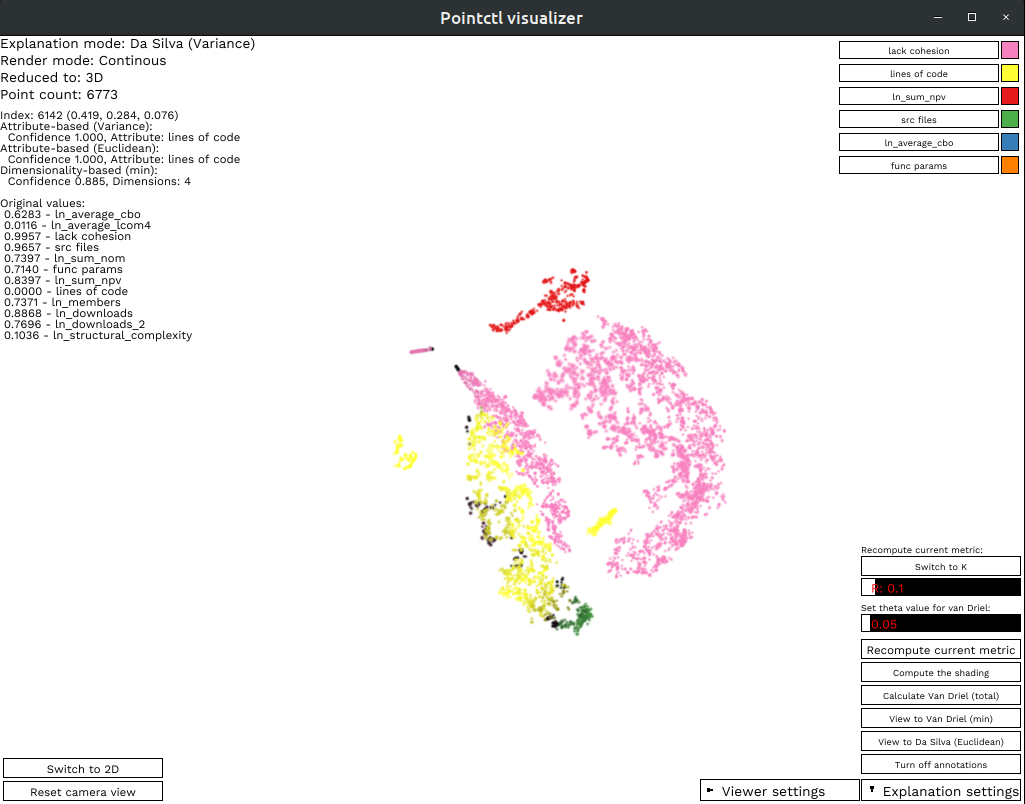 Pointctl visualizer
Explanation mode: Da Silva (Variance)
Render mode: Continous
Reduced to: 3D
Point count: 6773
Index: 6142 (0.419, 0.284, 0.076)
Attribute-based (Variance):
Confidence 1.000, Attribute: lines of code
Attribute-based (Euclidean):
Confidence 1.000, Attribute: lines of code
Dimensionality-based (min):
Confidence 0.885, Dimensions: 4
Original values:
0.6283 - ln_average_cbo
0.0116 - ln_average_lcom4
0.9957 - lack cohesion
0.9657 - src files
0.7397 - ln_sum_nom
0.7140 - func params
0.8397 - ln_sum_npv
0.0000 - lines of code
0.7371 - ln_members
0.8868 - ln_downloads
0.7696 - ln_downloads_2
0.1036 - ln_structural_complexity
lack cohesion
lines of code
ln_sum_npv
src files
ln_average_cbo
func params
Recompute current metric:
Switch to K
R: 0.1
Set theta value for van Driel:
0.05
Recompute current metric
Compute the shading
Calculate Van Driel (total)
View to Van Driel (min)
View to Da Silva (Euclidean)
Turn off annotations
Switch to 2D
Reset camera view
Viewer settings
Explanation settings